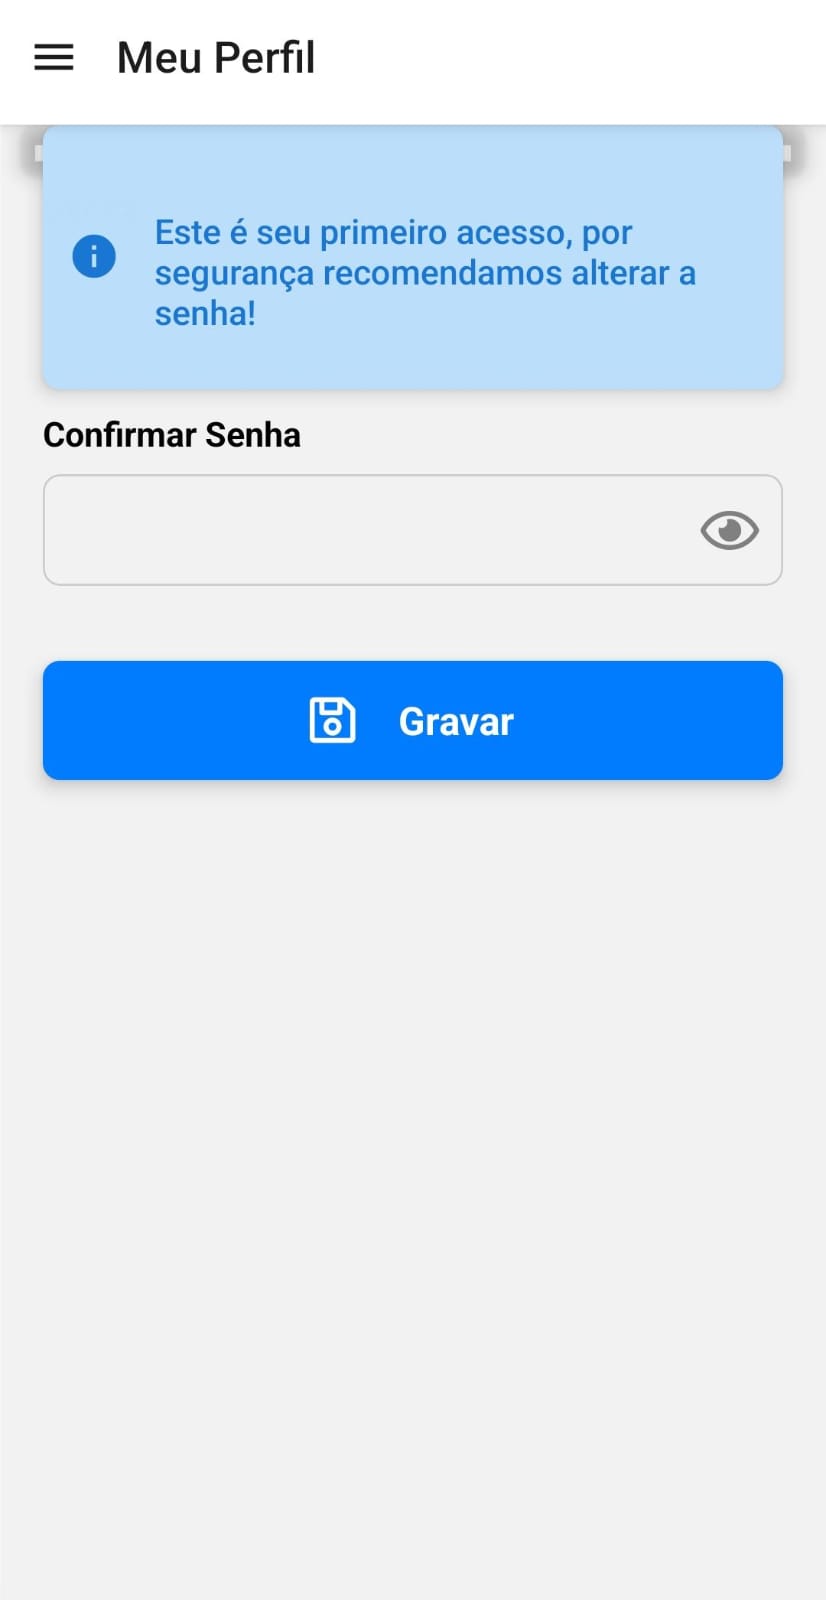 Meu Perfil
Este é seu primeiro acesso, por
segurança recomendamos alterar a
senha!
Confirmar Senha
Gravar